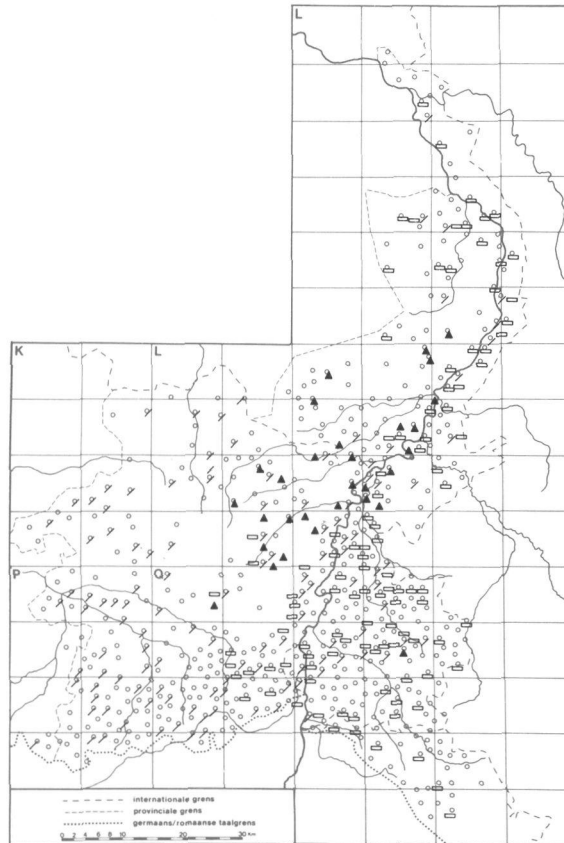 L
K L
P Q
internationale grens
provinciale grens
germaans/romaanse taalgrens
0 2 4 6 8 10 20 30 km